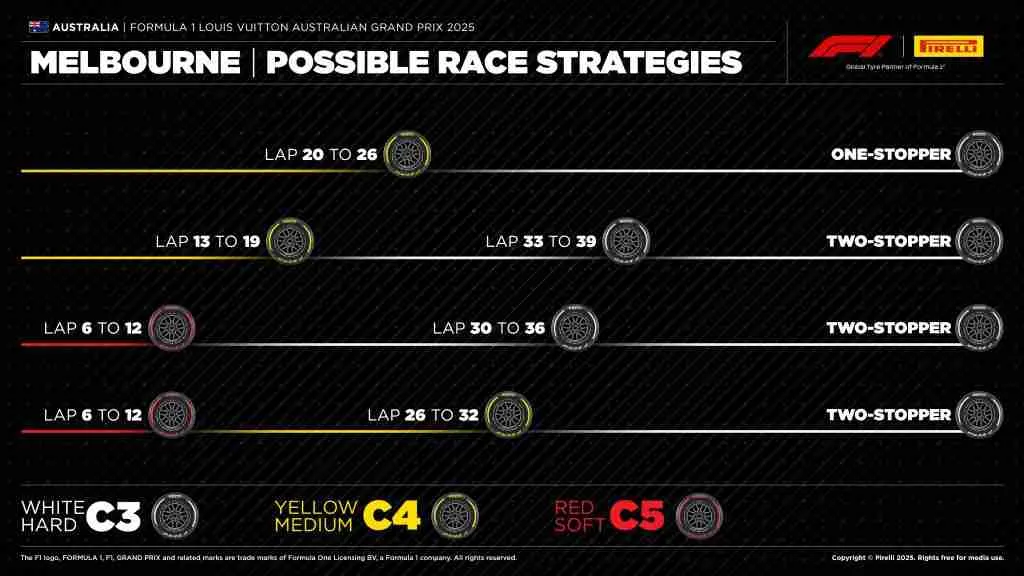 AUSTRALIA | FORMULA 1 LOUIS VUITTON AUSTRALIAN GRAND PRIX 2025
MELBOURNE | POSSIBLE RACE STRATEGIES
F1 | PIRELLI
Global Tyre Partner of Formula 1®
LAP 20 TO 26 ONE-STOPPER
LAP 13 TO 19 LAP 33 TO 39 TWO-STOPPER
LAP 6 TO 12 LAP 30 TO 36 TWO-STOPPER
LAP 6 TO 12 LAP 26 TO 32 TWO-STOPPER
WHITE HARD C3
YELLOW MEDIUM C4
RED SOFT C5
The F1 logo, FORMULA 1, F1, GRAND PRIX and related marks are trade marks of Formula One Licensing BV, a Formula 1 company. All rights reserved.
Copyright © Pirelli 2025. Rights free for media use.